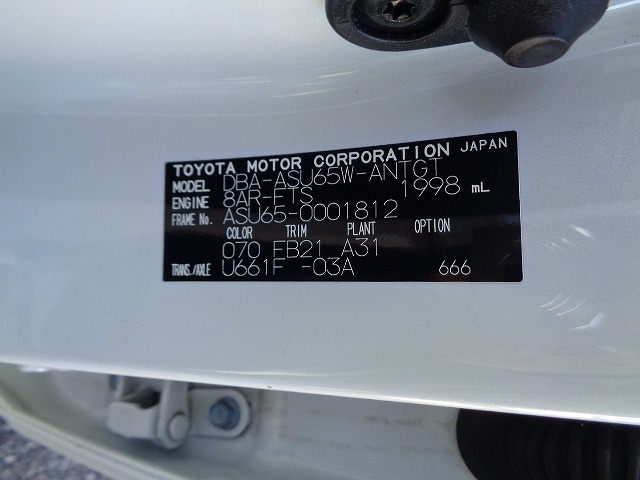 TOYOTA MOTOR CORPORATION JAPAN
MODEL DBA-ASU65W-ANTGT
ENGINE 8AR-FTS 1998 mL
FRAME No. ASU65-0001812
COLOR TRIM PLANT OPTION
070 FB21 A31
TRANS./AXLE U661F -03A 666